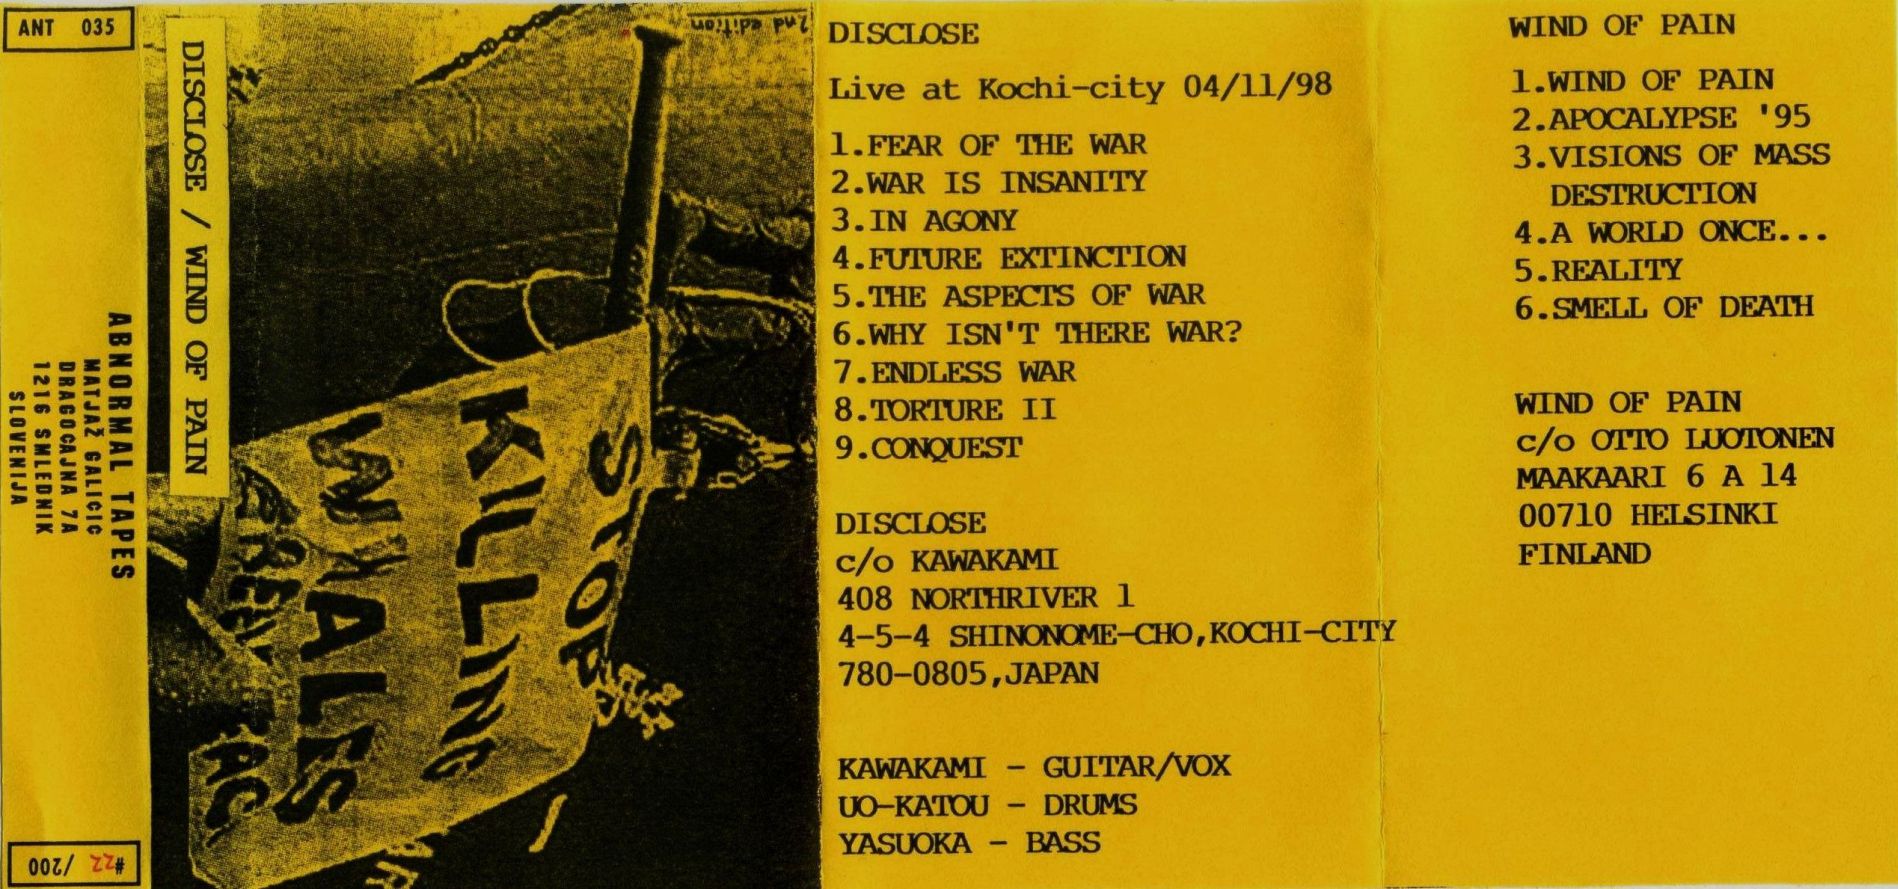 ANT 035
ABNORMAL TAPES
MATJAŽ GALICIC
DRAGOCAJNA 7A
1216 SMLEDNIK
SLOVENIJA
#22 /200
DISCLOSE / WIND OF PAIN
2nd edition
STOP
KILLING
WHALES
DISCLOSE
Live at Kochi-city 04/11/98
1.FEAR OF THE WAR
2.WAR IS INSANITY
3.IN AGONY
4.FUTURE EXTINCTION
5.THE ASPECTS OF WAR
6.WHY ISN'T THERE WAR?
7.ENDLESS WAR
8.TORTURE II
9.CONQUEST
DISCLOSE
c/o KAWAKAMI
408 NORTHRIVER 1
4-5-4 SHINONOME-CHO,KOCHI-CITY
780-0805,JAPAN
KAWAKAMI - GUITAR/VOX
UO-KATOU - DRUMS
YASUOKA - BASS
WIND OF PAIN
1.WIND OF PAIN
2.APOCALYPSE '95
3.VISIONS OF MASS
DESTRUCTION
4.A WORLD ONCE...
5.REALITY
6.SMELL OF DEATH
WIND OF PAIN
c/o OTTO LUOTONEN
MAAKAARI 6 A 14
00710 HELSINKI
FINLAND